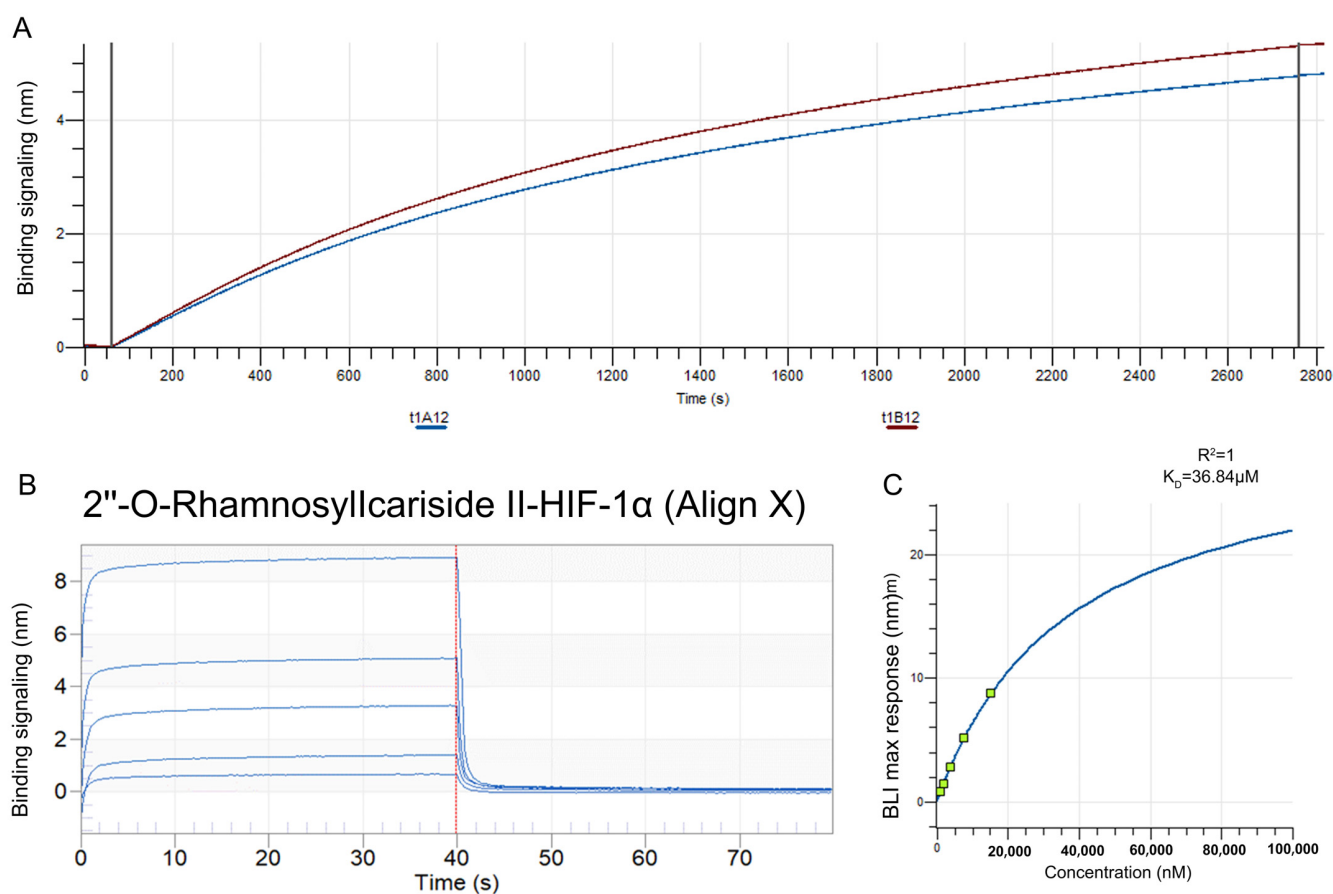 A
Binding signaling (nm)
4
2
0
0 200 400 600 800 1000 1200 1400 1600 1800 2000 2200 2400 2600 2800
Time (s)
t1A12 t1B12
B
2''-O-RhamnosylIcariside II-HIF-1α (Align X)
Binding signaling (nm)
8
6
4
2
0
0 10 20 30 40 50 60 70
Time (s)
C
R²=1
K_D=36.84μM
BLI max response (nm)m)
20
10
0
0 20,000 40,000 60,000 80,000 100,000
Concentration (nM)